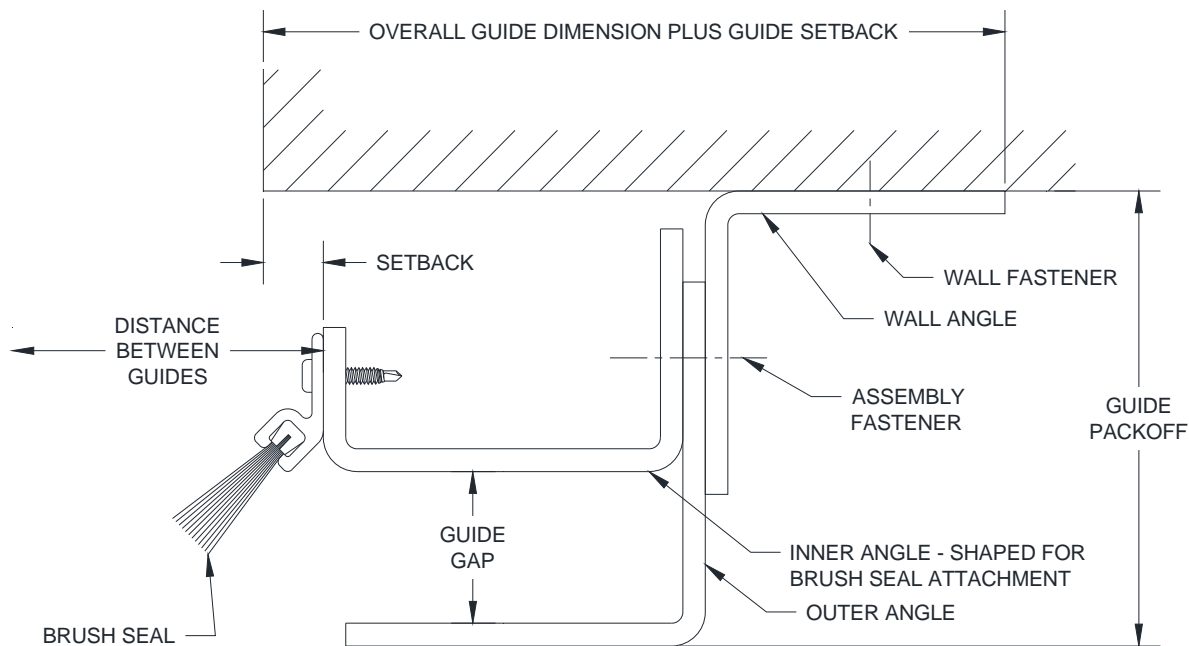 OVERALL GUIDE DIMENSION PLUS GUIDE SETBACK
SETBACK
WALL FASTENER
WALL ANGLE
DISTANCE
BETWEEN
GUIDES
ASSEMBLY
FASTENER
GUIDE
PACKOFF
GUIDE
GAP
INNER ANGLE - SHAPED FOR
BRUSH SEAL ATTACHMENT
OUTER ANGLE
BRUSH SEAL